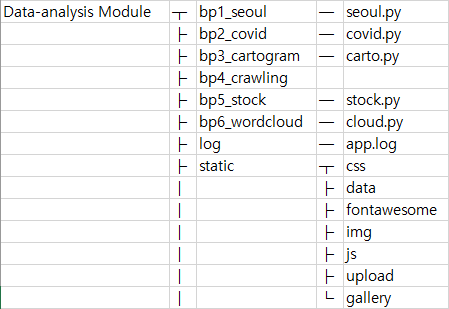 Data-analysis Module ┬ bp1_seoul ─ seoul.py
├ bp2_covid ─ covid.py
├ bp3_cartogram ─ carto.py
├ bp4_crawling
├ bp5_stock ─ stock.py
├ bp6_wordcloud ─ cloud.py
├ log ─ app.log
├ static ┬ css
│ ├ data
│ ├ fontawesome
│ ├ img
│ ├ js
│ ├ upload
│ └ gallery